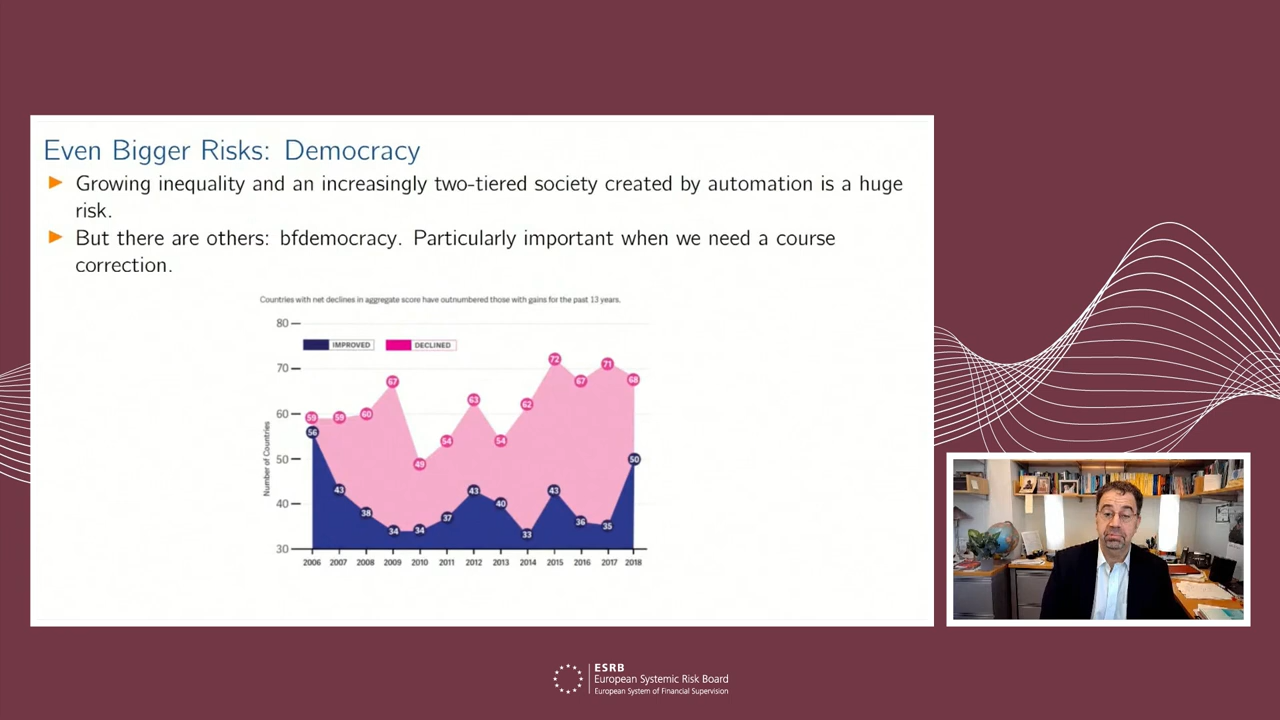 Even Bigger Risks: Democracy
Growing inequality and an increasingly two-tiered society created by automation is a huge
risk.
But there are others: bfdemocracy. Particularly important when we need a course
correction.
Countries with net declines in aggregate score have outnumbered those with gains for the past 13 years.
80
IMPROVED DECLINED
70
60
50
40
30
Number of Countries
59 59 60 67 49 54 63 54 62 72 67 71 68
56 43 38 34 34 37 43 40 33 43 36 35 50
2006 2007 2008 2009 2010 2011 2012 2013 2014 2015 2016 2017 2018
ESRB
European Systemic Risk Board
European System of Financial Supervision